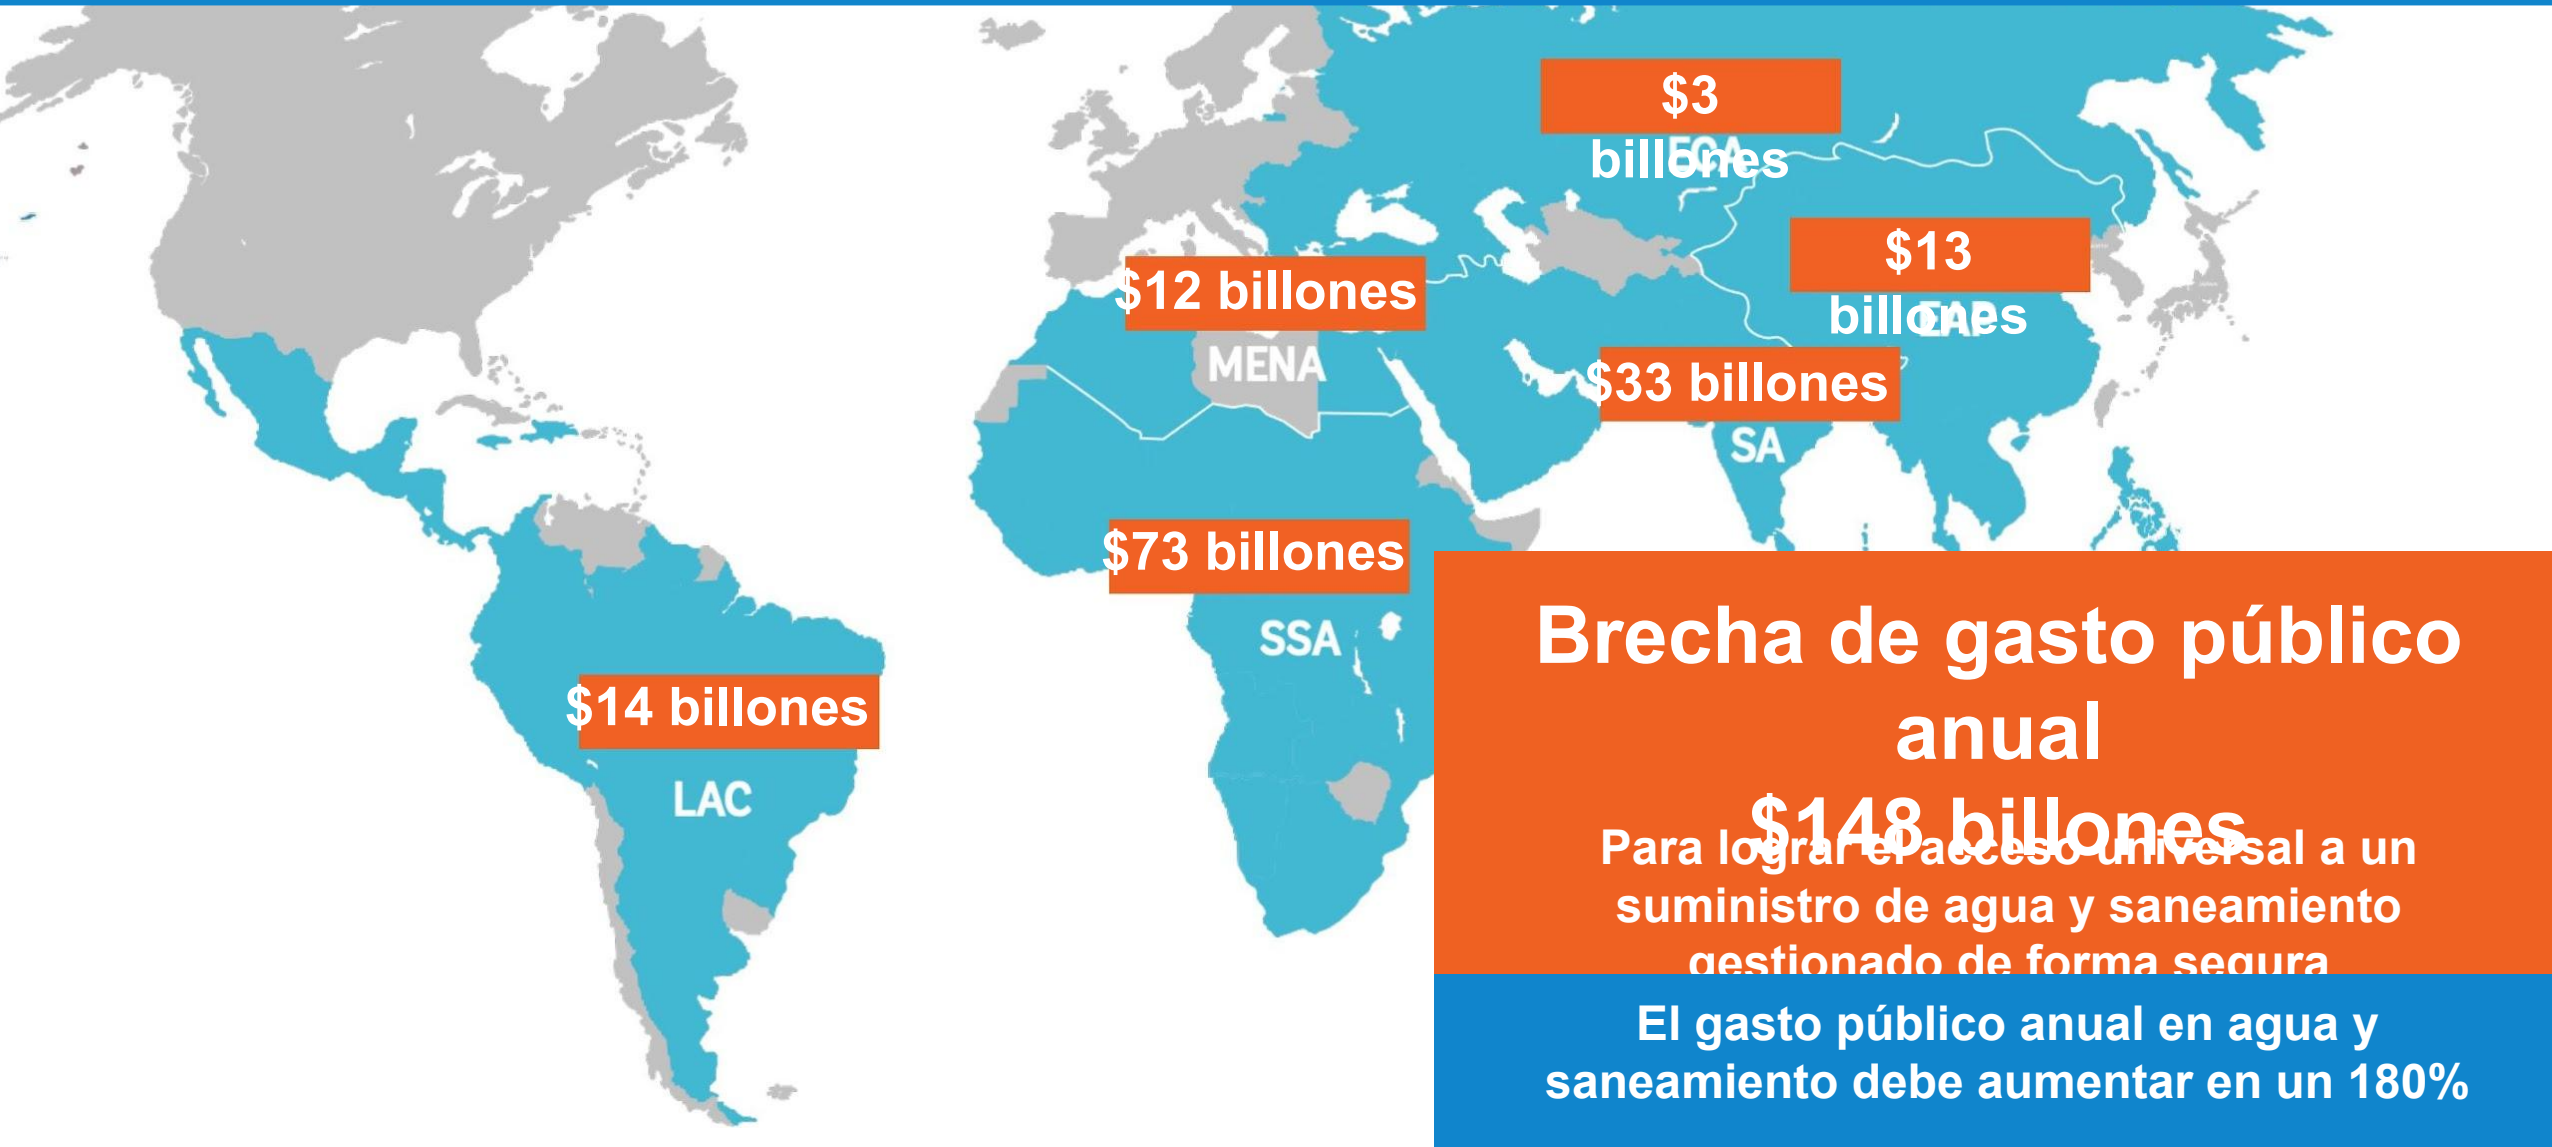 $3
billones
ECA
$13
billones
EAP
$12 billones
MENA
$33 billones
SA
$73 billones
SSA
$14 billones
LAC
Brecha de gasto público
anual
$148 billones
Para lograr el acceso universal a un
suministro de agua y saneamiento
gestionado de forma segura
El gasto público anual en agua y
saneamiento debe aumentar en un 180%